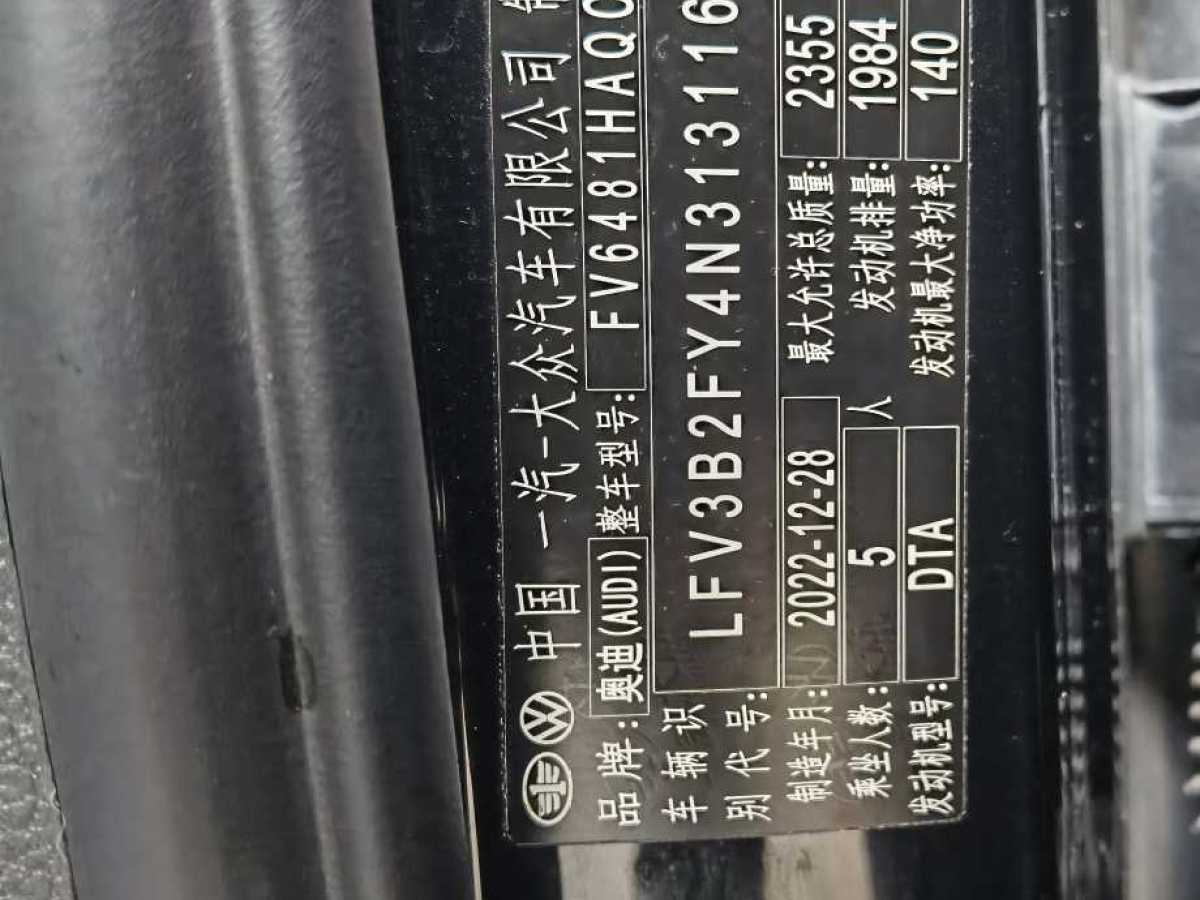 中国 一汽-大众汽车有限公司
品牌: 奥迪(AUDI) 整车型号: FV6481HAQ
车辆识别代号: LFV3B2FY4N313116
制造年月: 2022-12-28 最大允许总质量: 2355
乘坐人数: 5 人 发动机排量: 1984
发动机型号: DTA 发动机最大净功率: 140